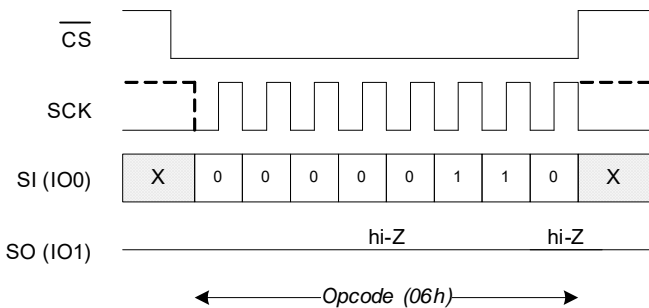 CS
SCK
SI (IO0) X 0 0 0 0 0 1 1 0 X
hi-Z hi-Z
SO (IO1)
Opcode (06h)